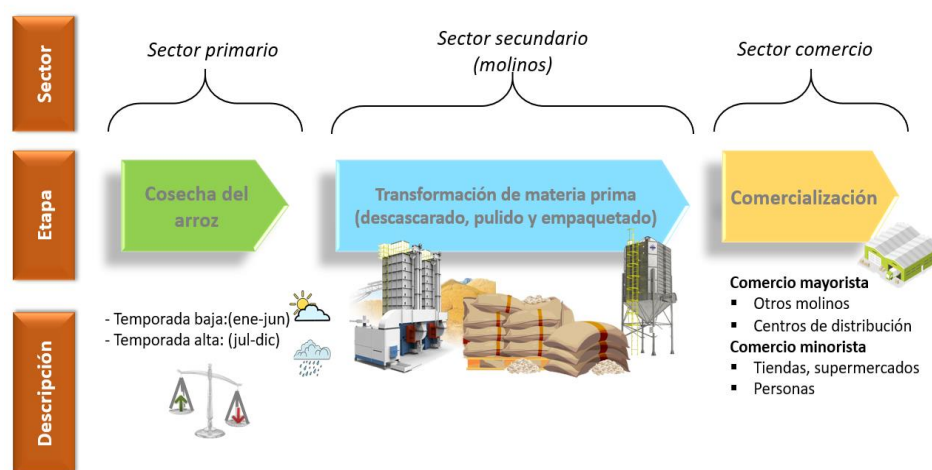 Sector
Sector primario
Sector secundario
(molinos)
Sector comercio
Etapa
Cosecha del
arroz
Transformación de materia prima
(descascarado, pulido y empaquetado)
Comercialización
Descripción
- Temporada baja:(ene-jun)
- Temporada alta: (jul-dic)
Comercio mayorista
▪ Otros molinos
▪ Centros de distribución
Comercio minorista
▪ Tiendas, supermercados
▪ Personas